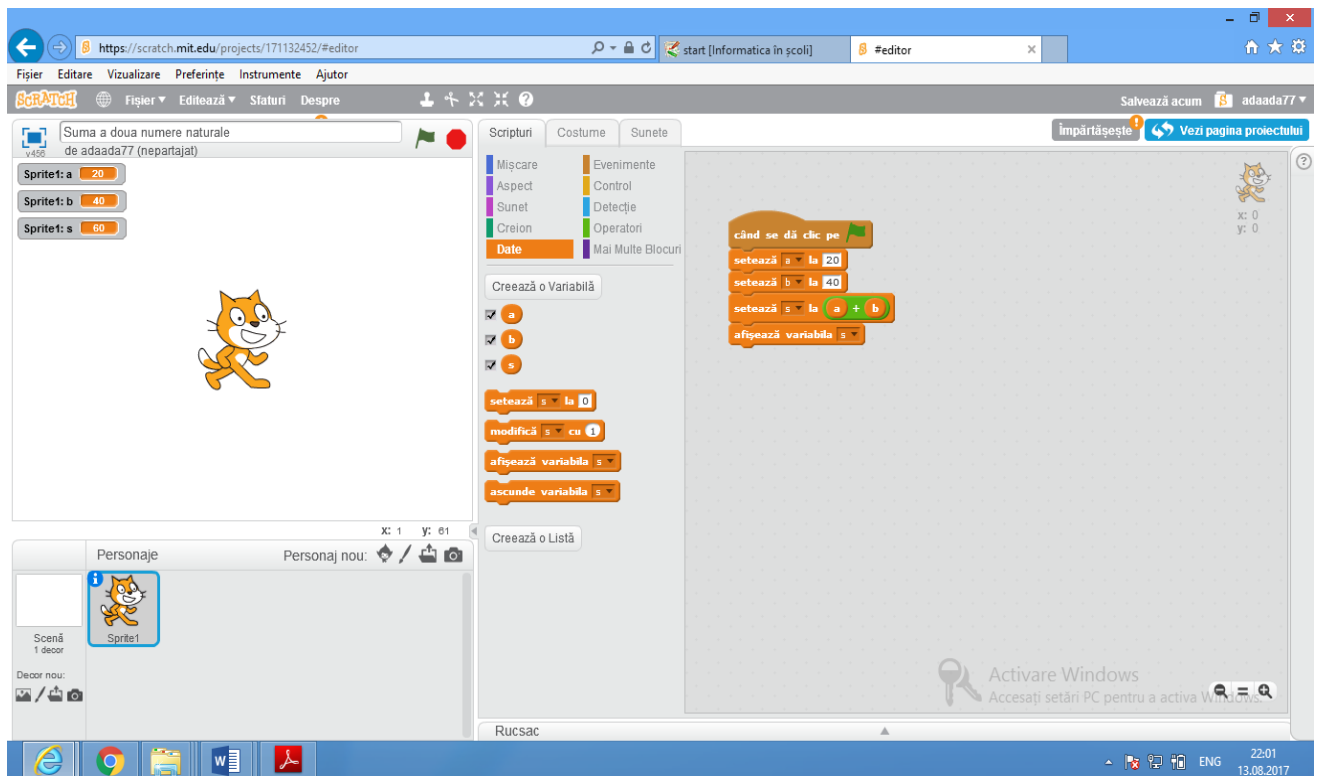 https://scratch.mit.edu/projects/171132452/#editor
start [Informatica în școli]
#editor
Fișier Editare Vizualizare Preferințe Instrumente Ajutor
SCRATCH Fișier Editează Sfaturi Despre
Salvează acum adaada77
Suma a doua numere naturale
de adaada77 (nepartajat)
v456
Scripturi Costume Sunete
Împărtășește
Vezi pagina proiectului
Sprite1: a 20
Sprite1: b 40
Sprite1: s 60
Mișcare Evenimente
Aspect Control
Sunet Detecție
Creion Operatori
Date Mai Multe Blocuri
Creează o Variabilă
a
b
s
setează s la 0
modifică s cu 1
afișează variabila s
ascunde variabila s
Creează o Listă
când se dă clic pe
setează a la 20
setează b la 40
setează s la a + b
afișează variabila s
x: 0
y: 0
X: 1 y: 61
Personaje Personaj nou:
Sprite1
Scenă
1 decor
Decor nou:
Activare Windows
Accesați setări PC pentru a activa Windows.
Rucsac
ENG
22:01
13.08.2017